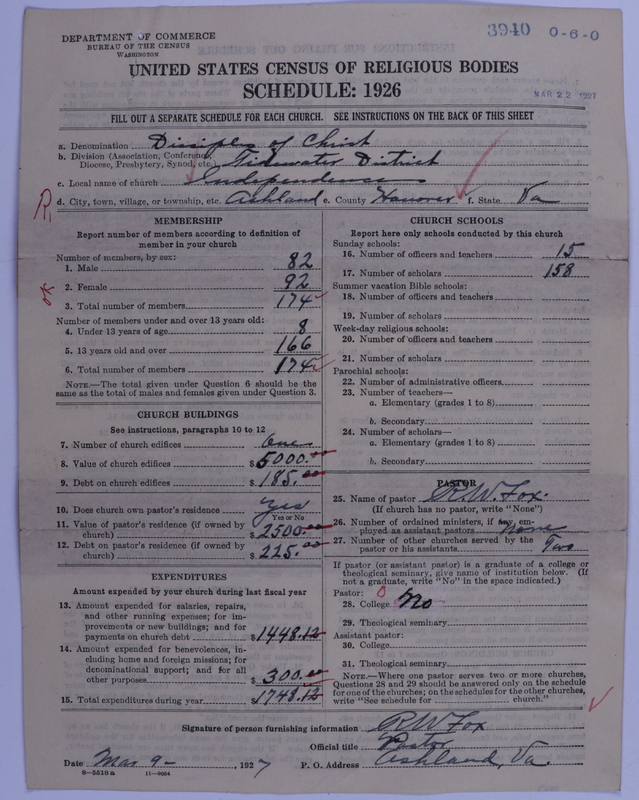 DEPARTMENT OF COMMERCE
BUREAU OF THE CENSUS
WASHINGTON
3940 0-6-0
UNITED STATES CENSUS OF RELIGIOUS BODIES
SCHEDULE: 1926
MAR 22 1927
FILL OUT A SEPARATE SCHEDULE FOR EACH CHURCH. SEE INSTRUCTIONS ON THE BACK OF THIS SHEET
a. Denomination Disciples of Christ
b. Division (Association, Conference, Diocese, Presbytery, Synod, etc.) Tidewater District
c. Local name of church Independence
d. City, town, village, or township, etc. Ashland e. County Hanover f. State Va
MEMBERSHIP
Report number of members according to definition of
member in your church
Number of members, by sex:
1. Male 82
2. Female 92
3. Total number of members 174
Number of members under and over 13 years old:
4. Under 13 years of age 8
5. 13 years old and over 166
6. Total number of members 174
NOTE.—The total given under Question 6 should be the
same as the total of males and females given under Question 3.
CHURCH BUILDINGS
See instructions, paragraphs 10 to 12
7. Number of church edifices One
8. Value of church edifices $5000.00
9. Debt on church edifices $185.00
10. Does church own pastor's residence yes
Yes or No
11. Value of pastor's residence (if owned by
church) $2500.00
12. Debt on pastor's residence (if owned by
church) $225.00
EXPENDITURES
Amount expended by your church during last fiscal year
13. Amount expended for salaries, repairs,
and other running expenses; for im-
provements or new buildings; and for
payments on church debt $1448.12
14. Amount expended for benevolences, in-
cluding home and foreign missions; for
denominational support; and for all
other purposes $300.00
15. Total expenditures during year $1748.12
CHURCH SCHOOLS
Report here only schools conducted by this church
Sunday schools:
16. Number of officers and teachers 15
17. Number of scholars 158
Summer vacation Bible schools:
18. Number of officers and teachers
19. Number of scholars
Week-day religious schools:
20. Number of officers and teachers
21. Number of scholars
Parochial schools:
22. Number of administrative officers
23. Number of teachers—
a. Elementary (grades 1 to 8)
b. Secondary
24. Number of scholars—
a. Elementary (grades 1 to 8)
b. Secondary
PASTOR
25. Name of pastor R.W. Fox.
(If church has no pastor, write "None")
26. Number of ordained ministers, if any, em-
ployed as assistant pastors None
27. Number of other churches served by the
pastor or his assistants Two
If pastor (or assistant pastor) is a graduate of a college or
theological seminary, give name of institution below. (If
not a graduate, write "No" in the space indicated.)
Pastor:
28. College No
29. Theological seminary
Assistant pastor:
30. College
31. Theological seminary
NOTE.—Where one pastor serves two or more churches,
Questions 28 and 29 should be answered only on the schedule
for one of the churches; on the schedules for the other churches,
write "See schedule for church."
Signature of person furnishing information R.W. Fox
Official title Pastor
Date Mar 9- , 1927 P. O. Address Ashland, Va.
8-5518a 11-9054